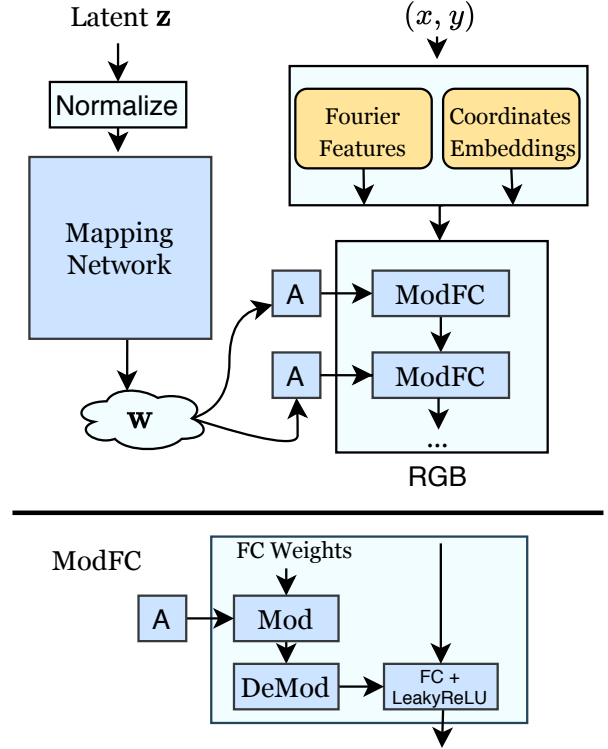 Latent z
(x, y)
Normalize
Fourier
Features
Coordinates
Embeddings
Mapping
Network
A
ModFC
A
ModFC
w
...
RGB
ModFC
FC Weights
A
Mod
DeMod
FC +
LeakyReLU